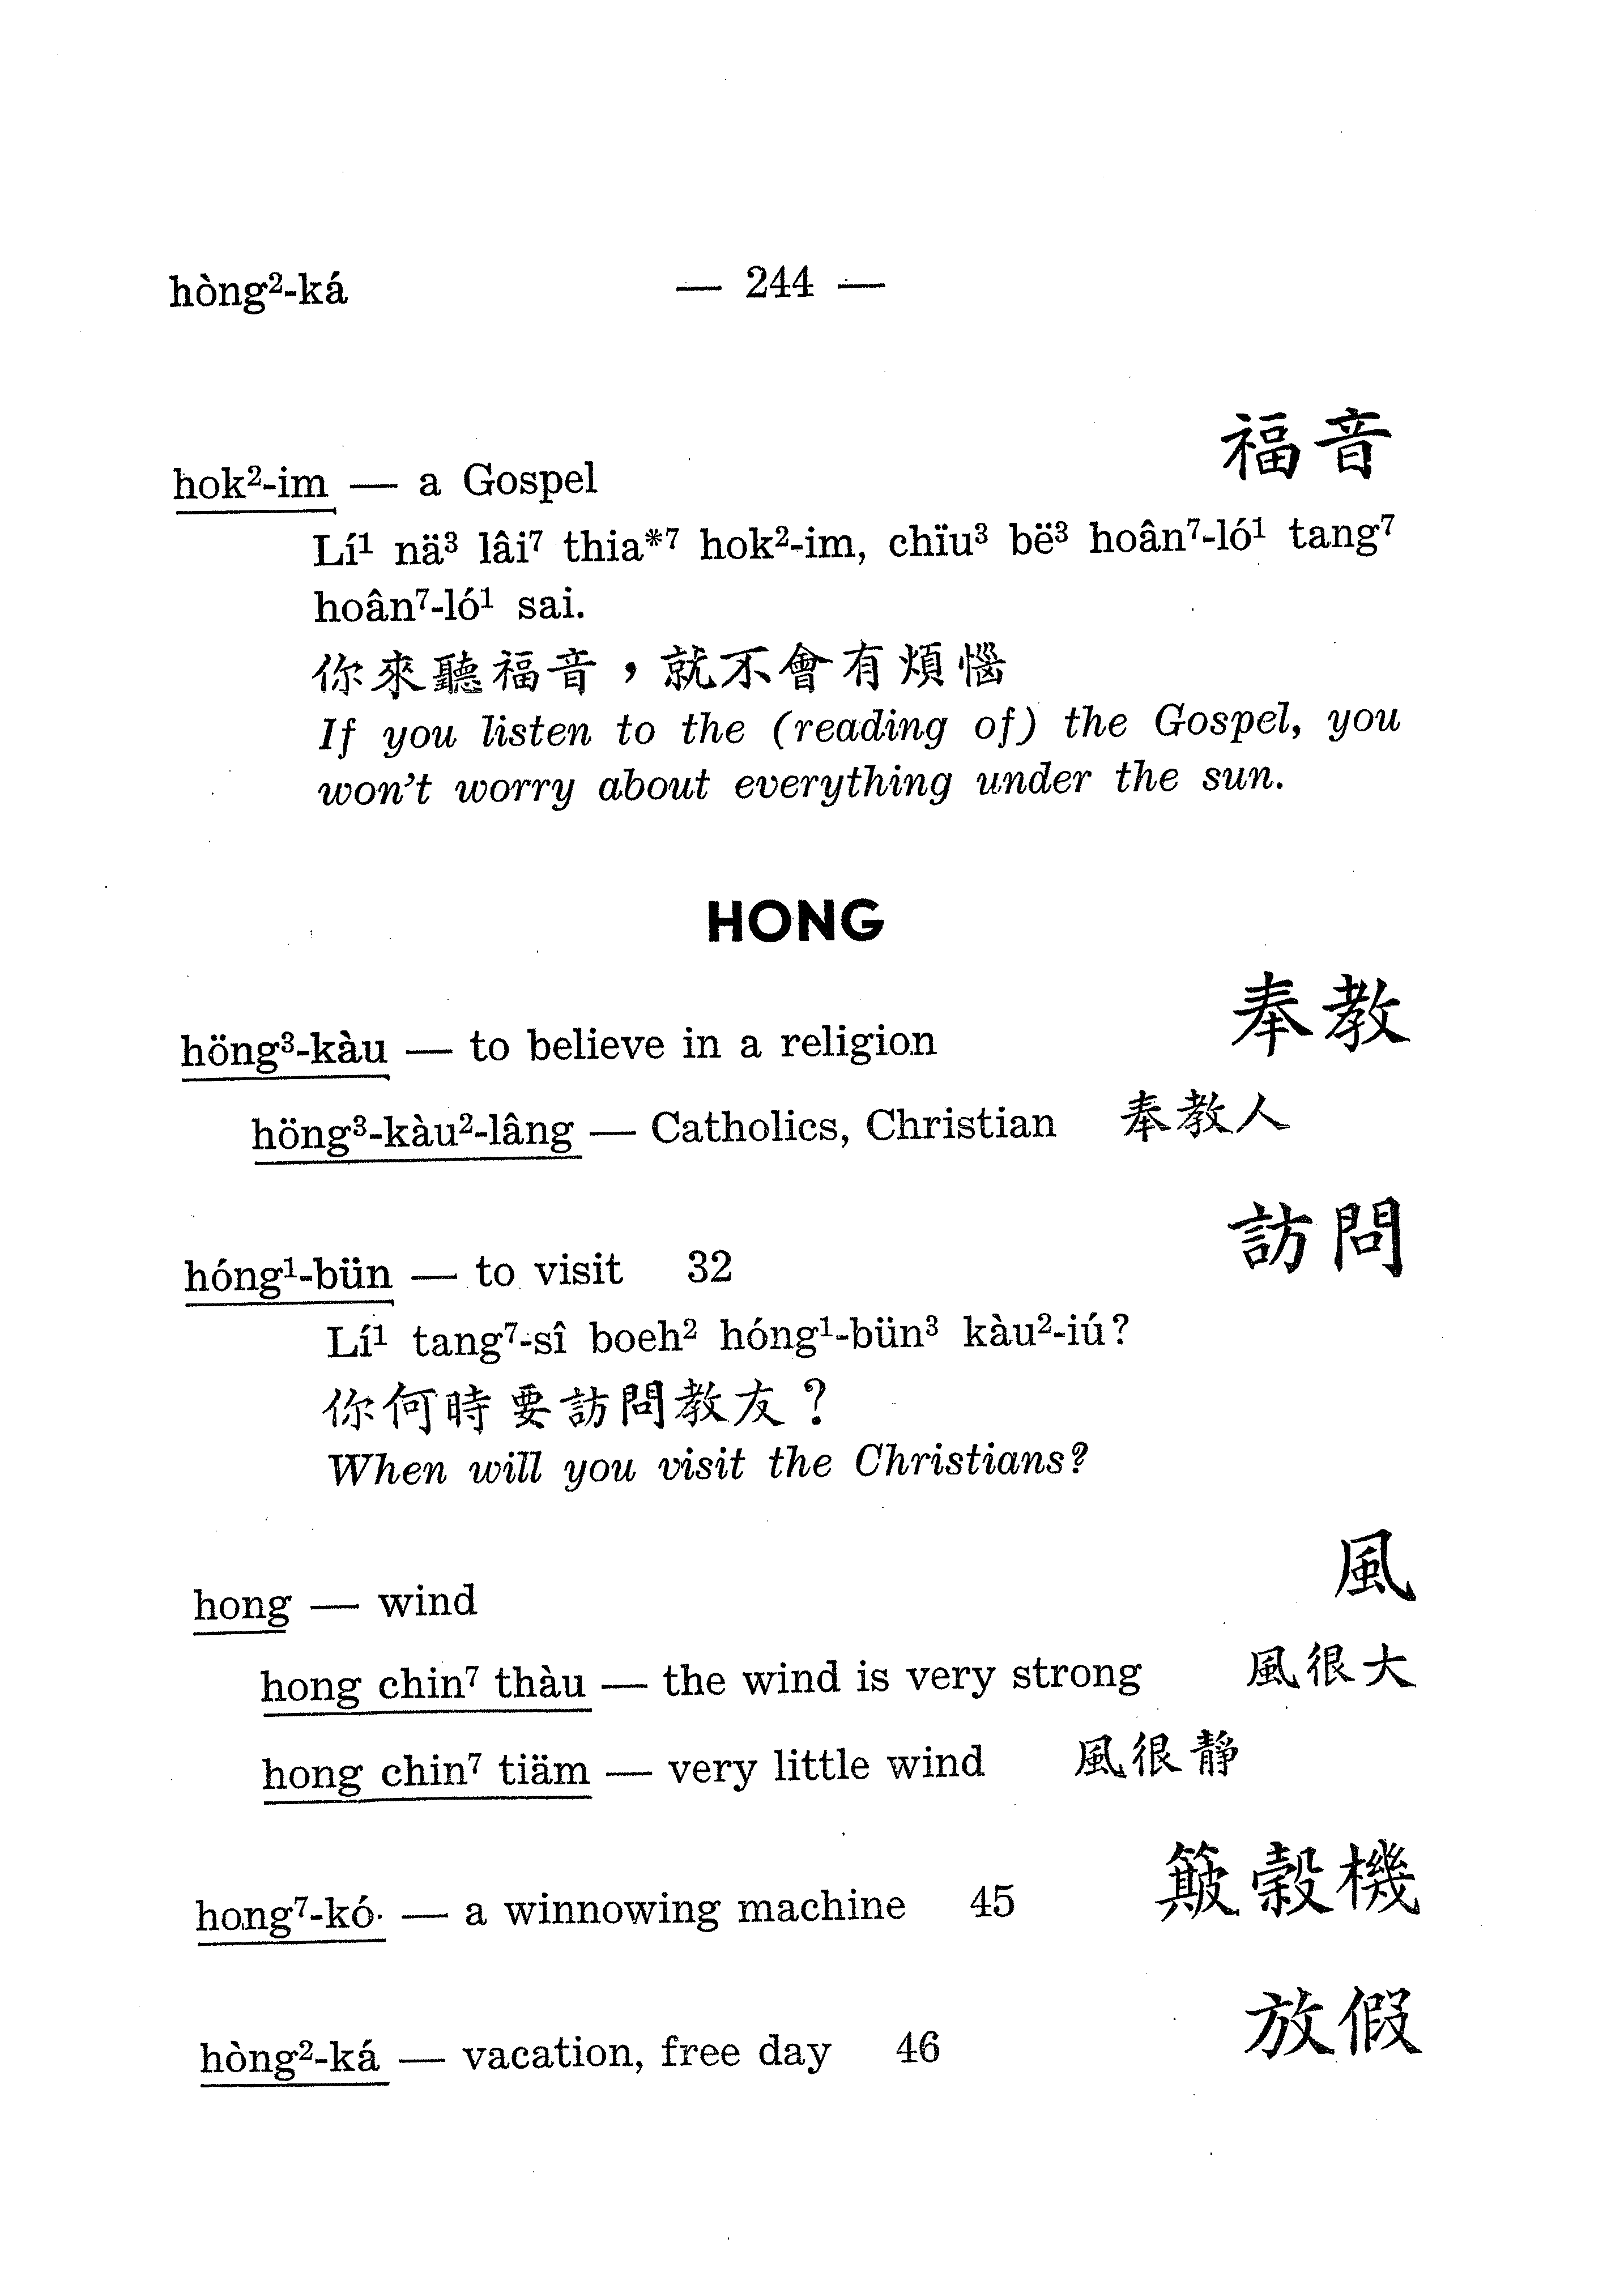 hòng²-ká — 244 —
hok²-im — a Gospel 福音
Lí¹ nä³ lâi⁷ thia*⁷ hok²-im, chïu³ bë³ hoân⁷-ló¹ tang⁷
hoân⁷-ló¹ sai.
你來聽福音，就不會有煩惱
If you listen to the (reading of) the Gospel, you
won't worry about everything under the sun.
HONG
höng³-kàu — to believe in a religion 奉教
höng³-kàu²-lâng — Catholics, Christian 奉教人
hóng¹-bün — to visit 32 訪問
Lí¹ tang⁷-sî boeh² hóng¹-bün³ kàu²-iú?
你何時要訪問教友？
When will you visit the Christians?
hong — wind 風
hong chin⁷ thàu — the wind is very strong 風很大
hong chin⁷ tiäm — very little wind 風很靜
hong⁷-kó· — a winnowing machine 45 簸穀機
hòng²-ká — vacation, free day 46 放假